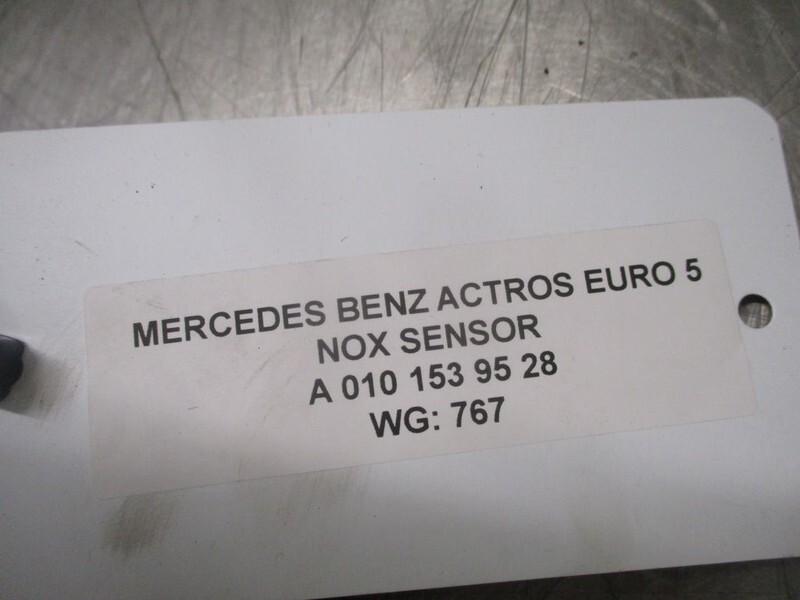 MERCEDES BENZ ACTROS EURO 5
NOX SENSOR
A 010 153 95 28
WG: 767